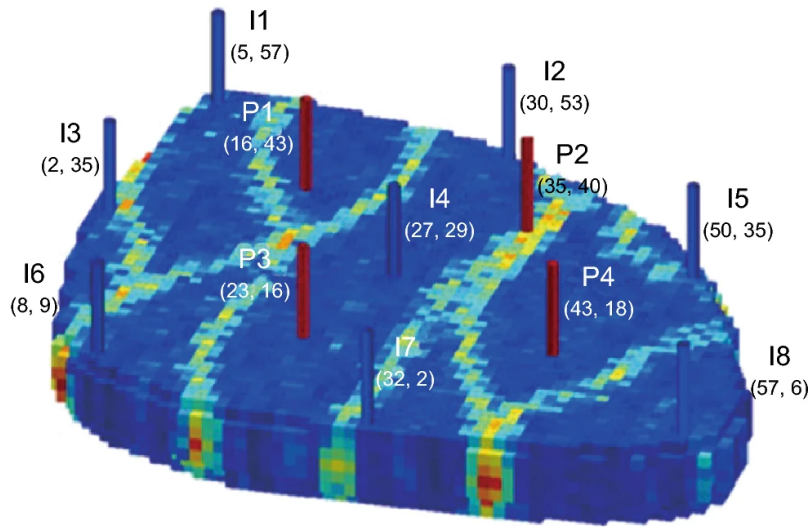 I1
(5, 57)
I2
(30, 53)
P1
(16, 43)
I3
(2, 35)
P2
(35, 40)
I4
(27, 29)
I5
(50, 35)
P3
(23, 16)
I6
(8, 9)
P4
(43, 18)
I7
(32, 2)
I8
(57, 6)